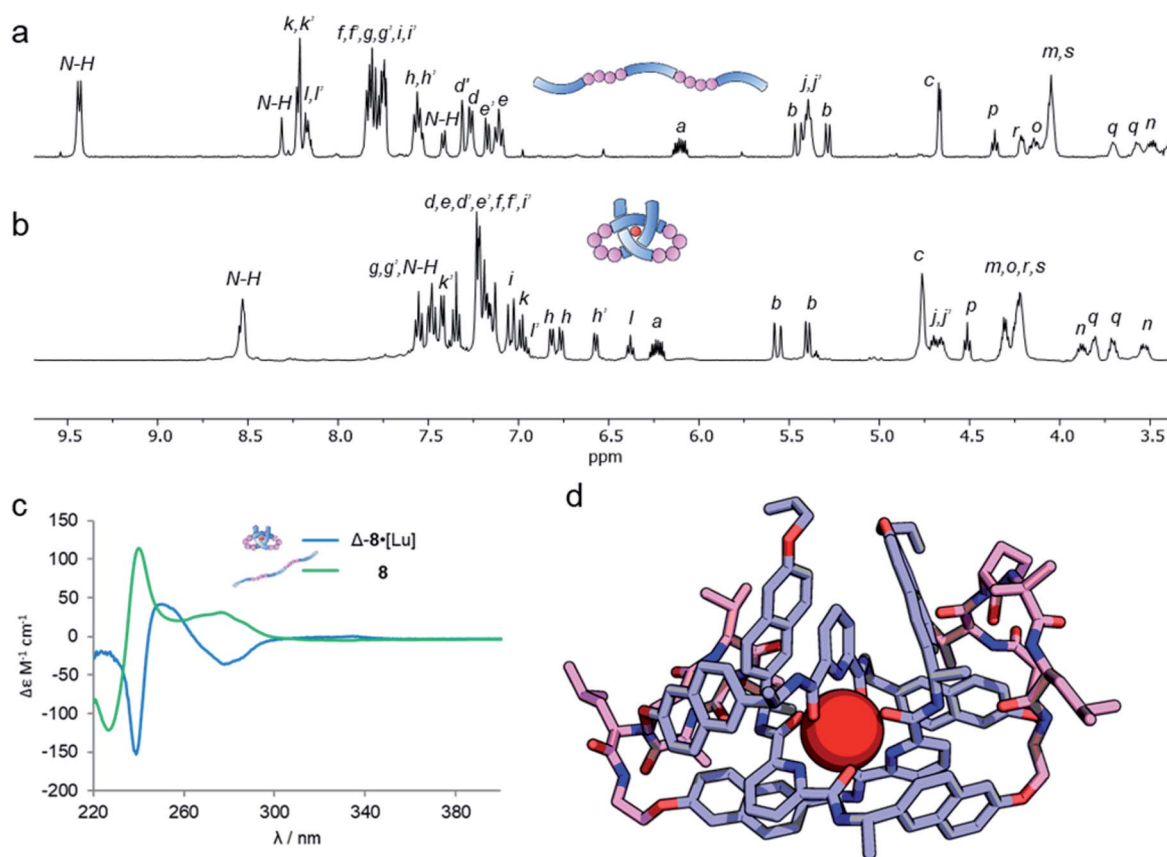 a
N-H
N-H
k,k'
l,l'
f,f',g,g',i,i'
h,h'
N-H
d'
d
e'
e
a
b
j,j'
b
c
p
r
o
m,s
q
q
n
b
N-H
g,g',N-H
k'
d,e,d',e',f,f',i'
i
k
l'
h
h
h'
l
a
b
b
c
j,j'
p
m,o,r,s
n
q
q
n
9.5 9.0 8.5 8.0 7.5 7.0 6.5 6.0 5.5 5.0 4.5 4.0 3.5
ppm
c
Δε M⁻¹ cm⁻¹
150
100
50
0
-50
-100
-150
-200
Δ-8•[Lu]
8
220 260 300 340 380
λ / nm
d